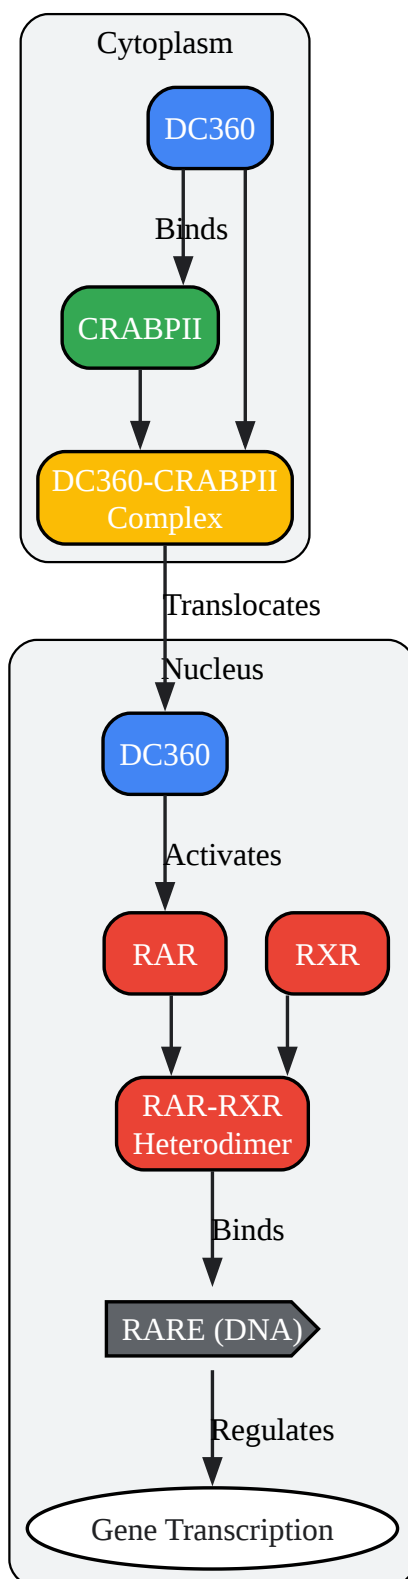 Cytoplasm
DC360
Binds
CRABPII
DC360-CRABPII
Complex
Translocates
Nucleus
DC360
Activates
RAR
RXR
RAR-RXR
Heterodimer
Binds
RARE (DNA)
Regulates
Gene Transcription